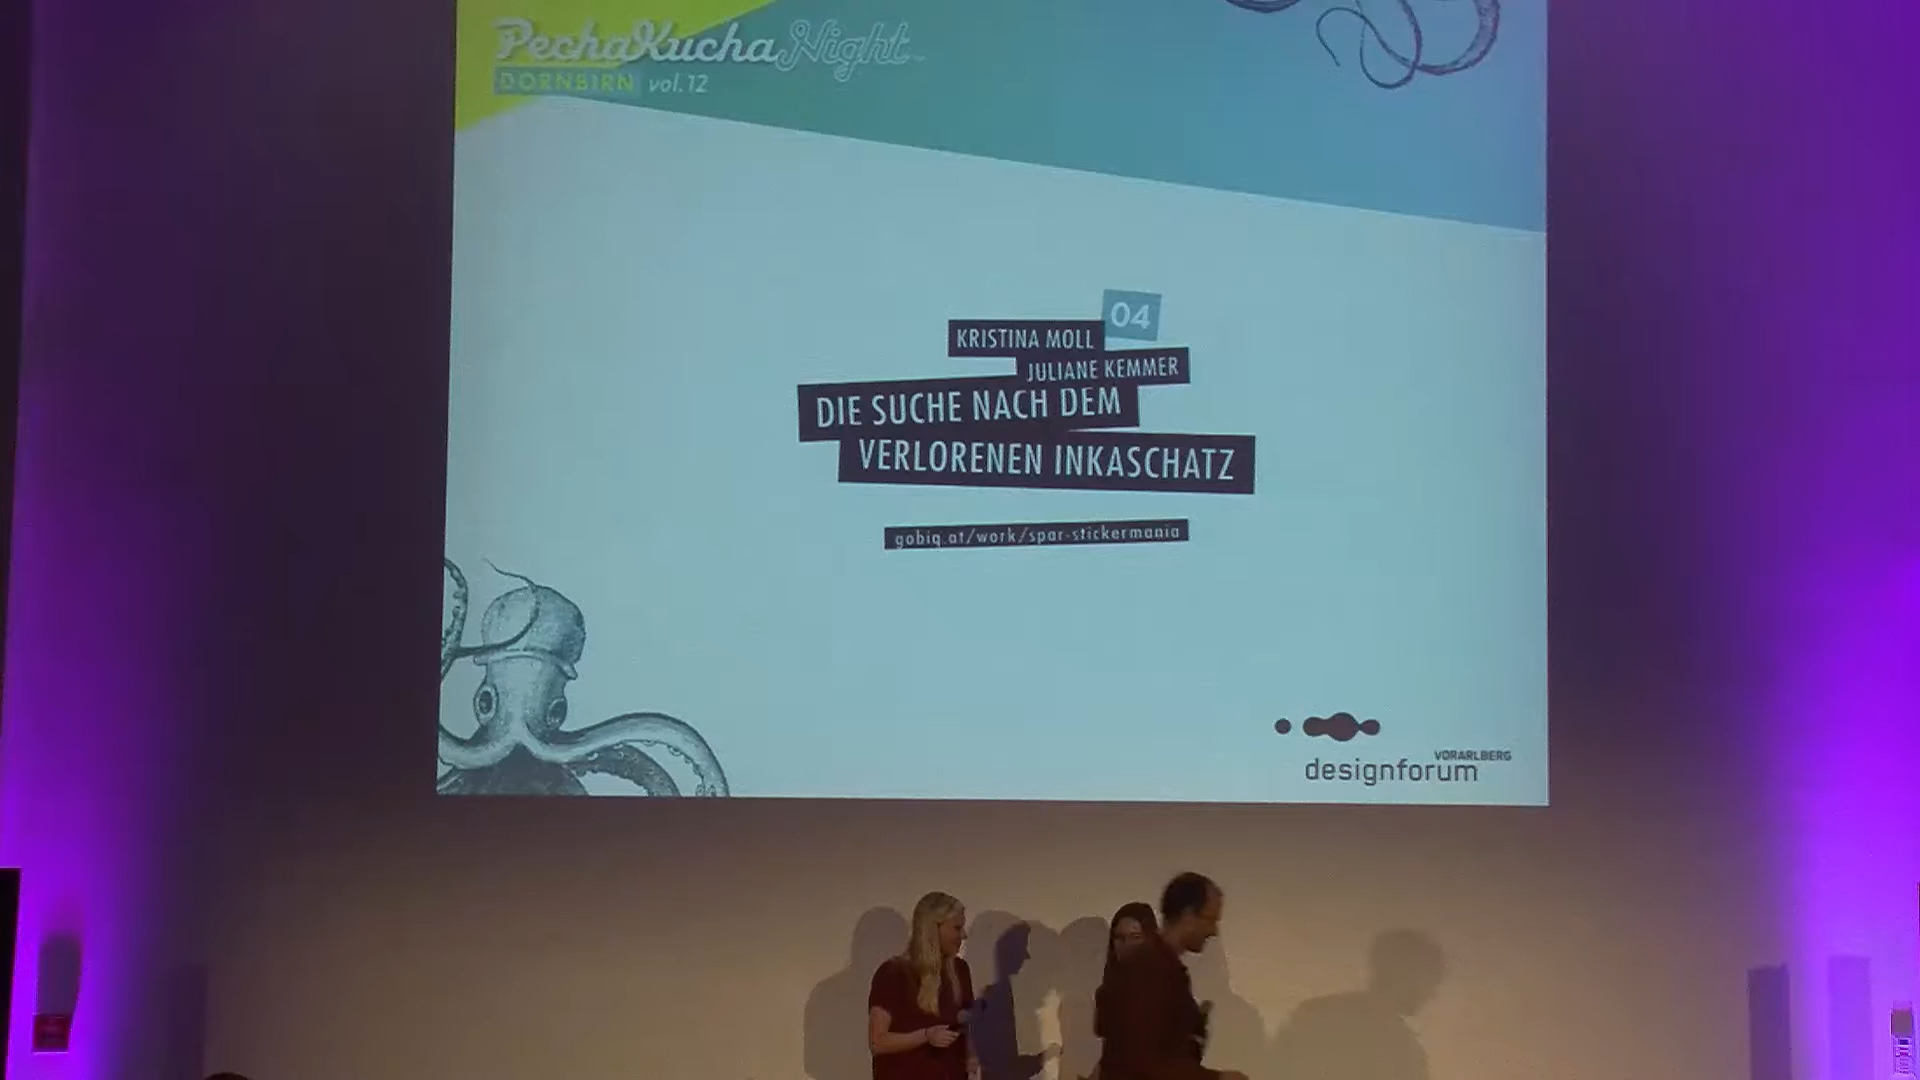 PechaKucha Night
DORNBIRN vol.12
04
KRISTINA MOLL
JULIANE KEMMER
DIE SUCHE NACH DEM
VERLORENEN INKASCHATZ
gobiq.at/work/spar-stickermania
VORARLBERG
designforum